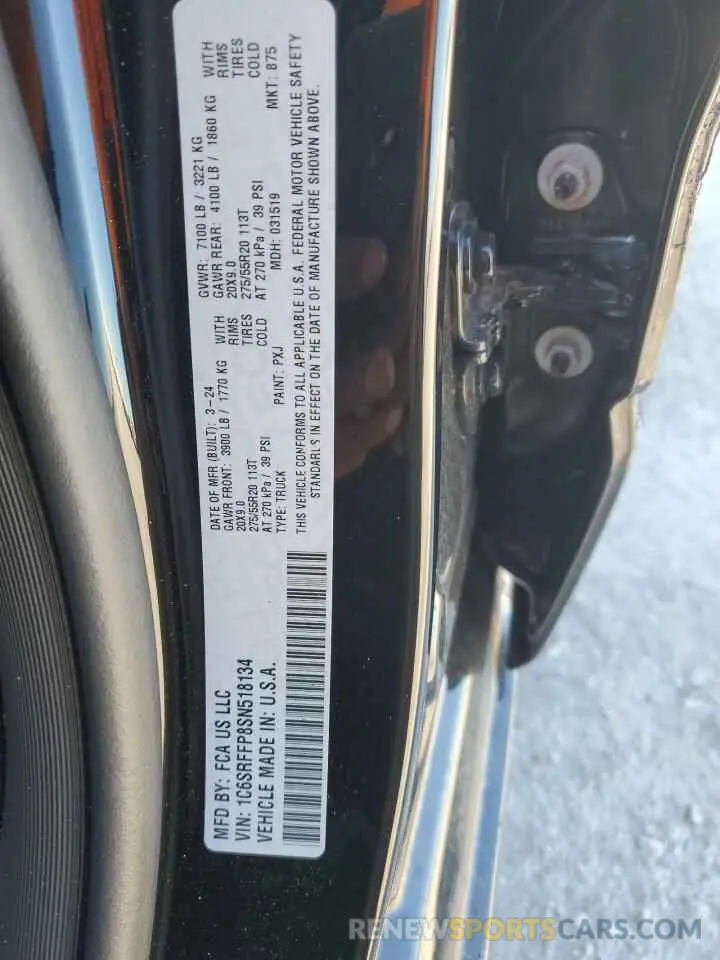 MFD BY: FCA US LLC
VIN: 1C6SRFFP8SN518134
VEHICLE MADE IN: U.S.A.
DATE OF MFR (BUILT): 3-24 GVWR: 7100 LB / 3221 KG
GAWR FRONT: 3900 LB / 1770 KG WITH GAWR REAR: 4100 LB / 1860 KG WITH
20X9.0 RIMS 20X9.0 RIMS
275/55R20 113T TIRES 275/55R20 113T TIRES
AT 270 kPa / 39 PSI COLD AT 270 kPa / 39 PSI COLD
TYPE: TRUCK PAINT: PXJ MDH: 031519 MKT: 875
THIS VEHICLE CONFORMS TO ALL APPLICABLE U.S.A. FEDERAL MOTOR VEHICLE SAFETY
IN EFFECT ON THE DATE OF MANUFACTURE SHOWN ABOVE.
RENEWSPORTSCARS.COM